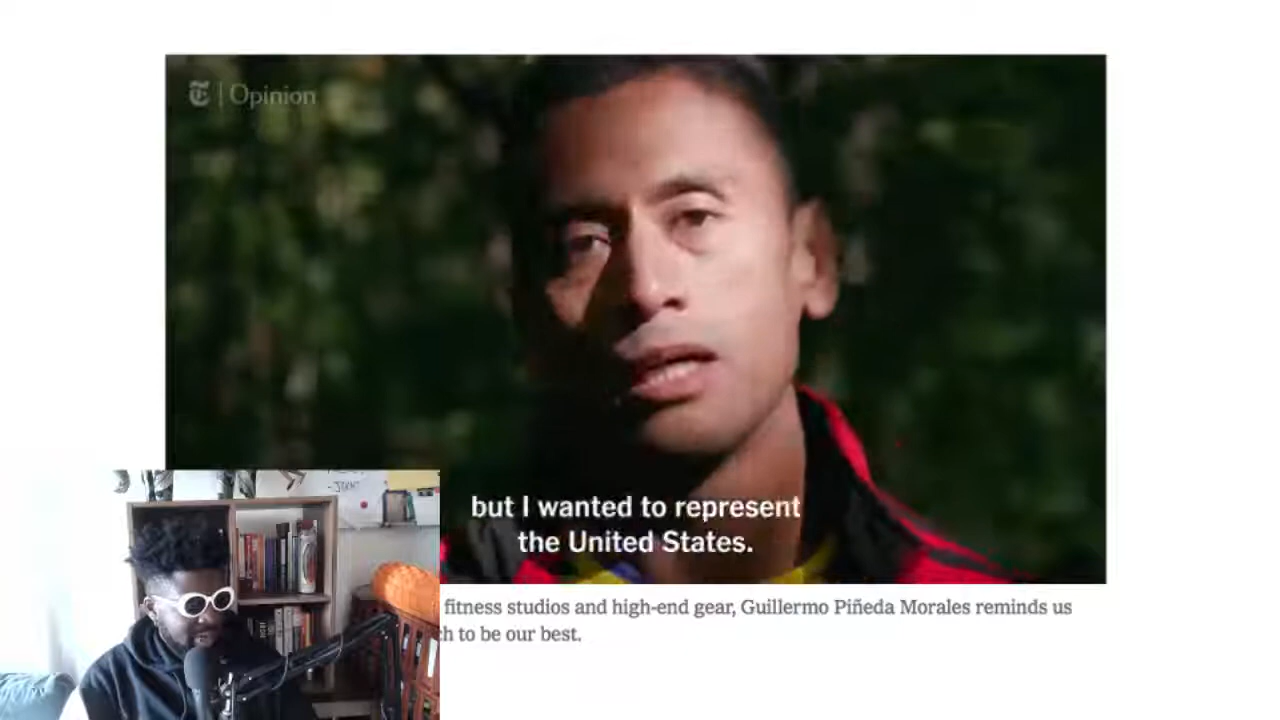 Opinion
but I wanted to represent
the United States.
fitness studios and high-end gear, Guillermo Piñeda Morales reminds us
ch to be our best.